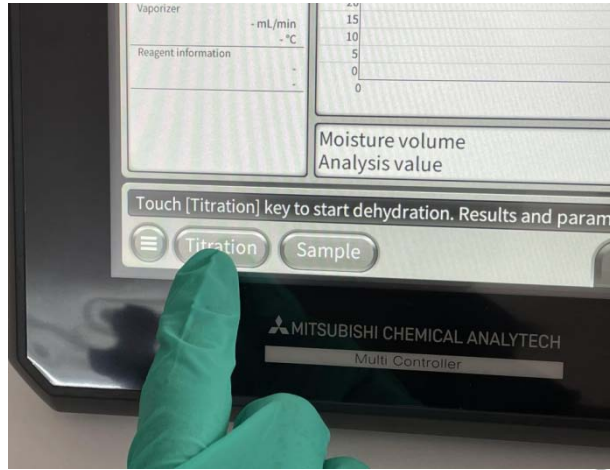 Vaporizer
- mL/min
- °C
Reagent information
-
-
15
10
5
0
0
Moisture volume
Analysis value
Touch [Titration] key to start dehydration. Results and param
Titration
Sample
MITSUBISHI CHEMICAL ANALYTECH
Multi Controller